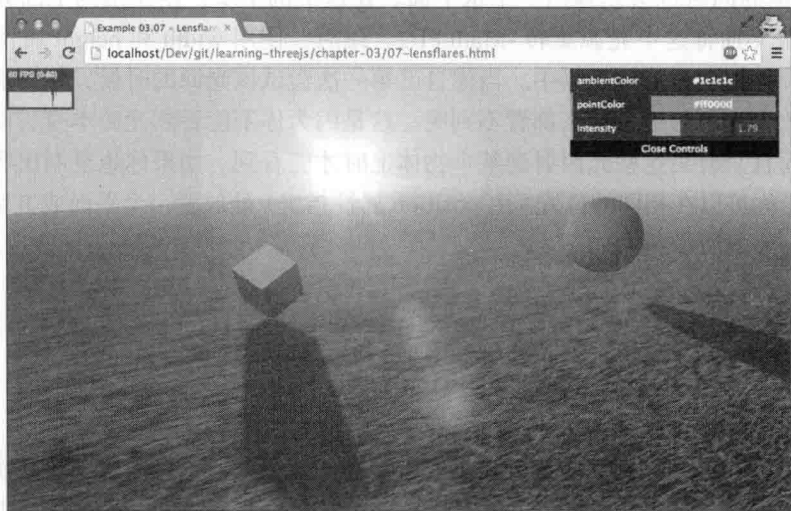 Example 03.07 – Lensflare
localhost/Dev/git/learning-threejs/chapter-03/07-lensflares.html
60 FPS (0-60)
ambientColor #1c1c1c
pointColor #ff000d
intensity 1.79
Close Controls